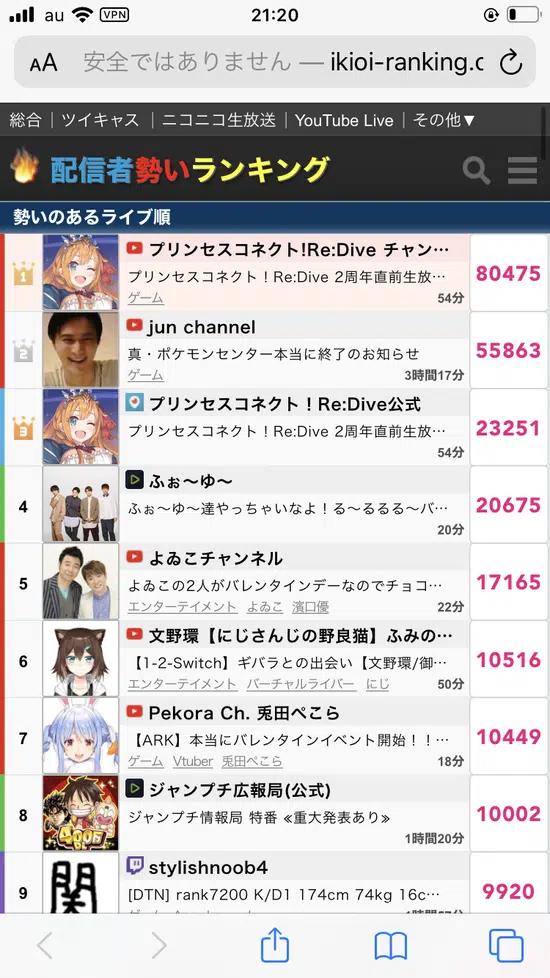 au VPN 21:20
AA 安全ではありません — ikioi-ranking.c
総合 | ツイキャス | ニコニコ生放送 | YouTube Live | その他▼
配信者勢いランキング
勢いのあるライブ順
1 プリンセスコネクト!Re:Dive チャン… 80475
プリンセスコネクト！Re:Dive 2周年直前生放…
ゲーム 54分
2 jun channel 55863
真・ポケモンセンター本当に終了のお知らせ
ゲーム 3時間17分
3 プリンセスコネクト！Re:Dive公式 23251
プリンセスコネクト！Re:Dive 2周年直前生放…
54分
4 ふぉ〜ゆ〜 20675
ふぉ〜ゆ〜達やっちゃいなよ！る〜るるる〜バ…
20分
5 よゐこチャンネル 17165
よゐこの2人がバレンタインデーなのでチョコ…
エンターテイメント よゐこ 濱口優 22分
6 文野環【にじさんじの野良猫】ふみの… 10516
【1-2-Switch】ギバラとの出会い【文野環/御…
エンターテイメント バーチャルライバー にじ 50分
7 Pekora Ch. 兎田ぺこら 10449
【ARK】本当にバレンタインイベント開始！！…
ゲーム Vtuber 兎田ぺこら 18分
8 ジャンプチ広報局(公式) 10002
ジャンプチ情報局 特番 ≪重大発表あり≫
400万DL
1時間20分
9 関 stylishnoob4 9920
[DTN] rank7200 K/D1 174cm 74kg 16c…